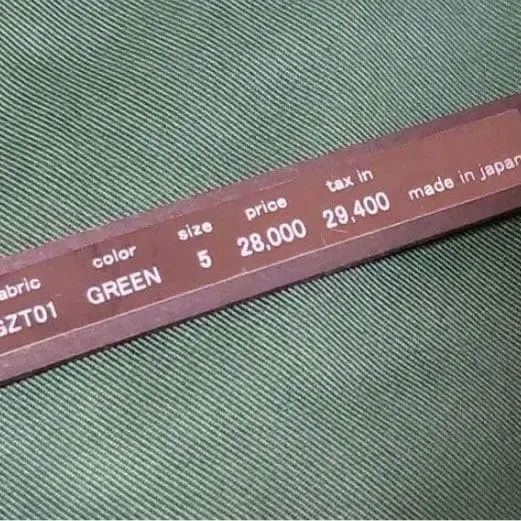 abric color size price tax in made in japan
GZT01 GREEN 5 28,000 29,400